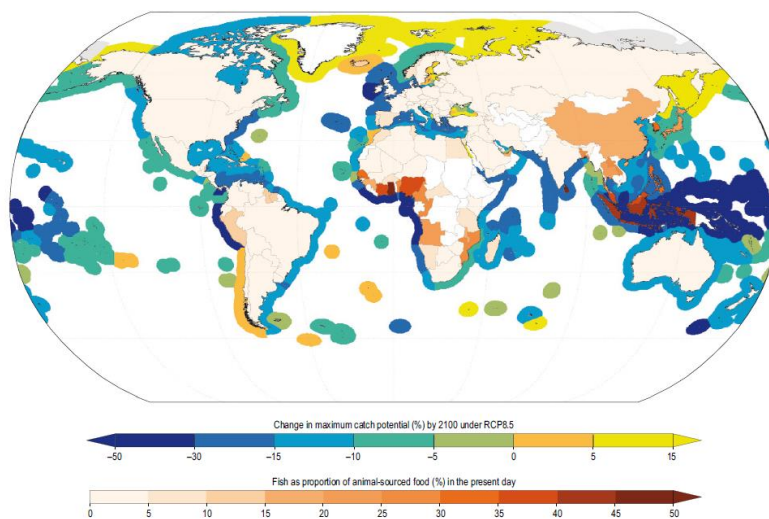 Change in maximum catch potential (%) by 2100 under RCP8.5
–50 –30 –15 –10 –5 0 5 15
Fish as proportion of animal-sourced food (%) in the present day
0 5 10 15 20 25 30 35 40 45 50